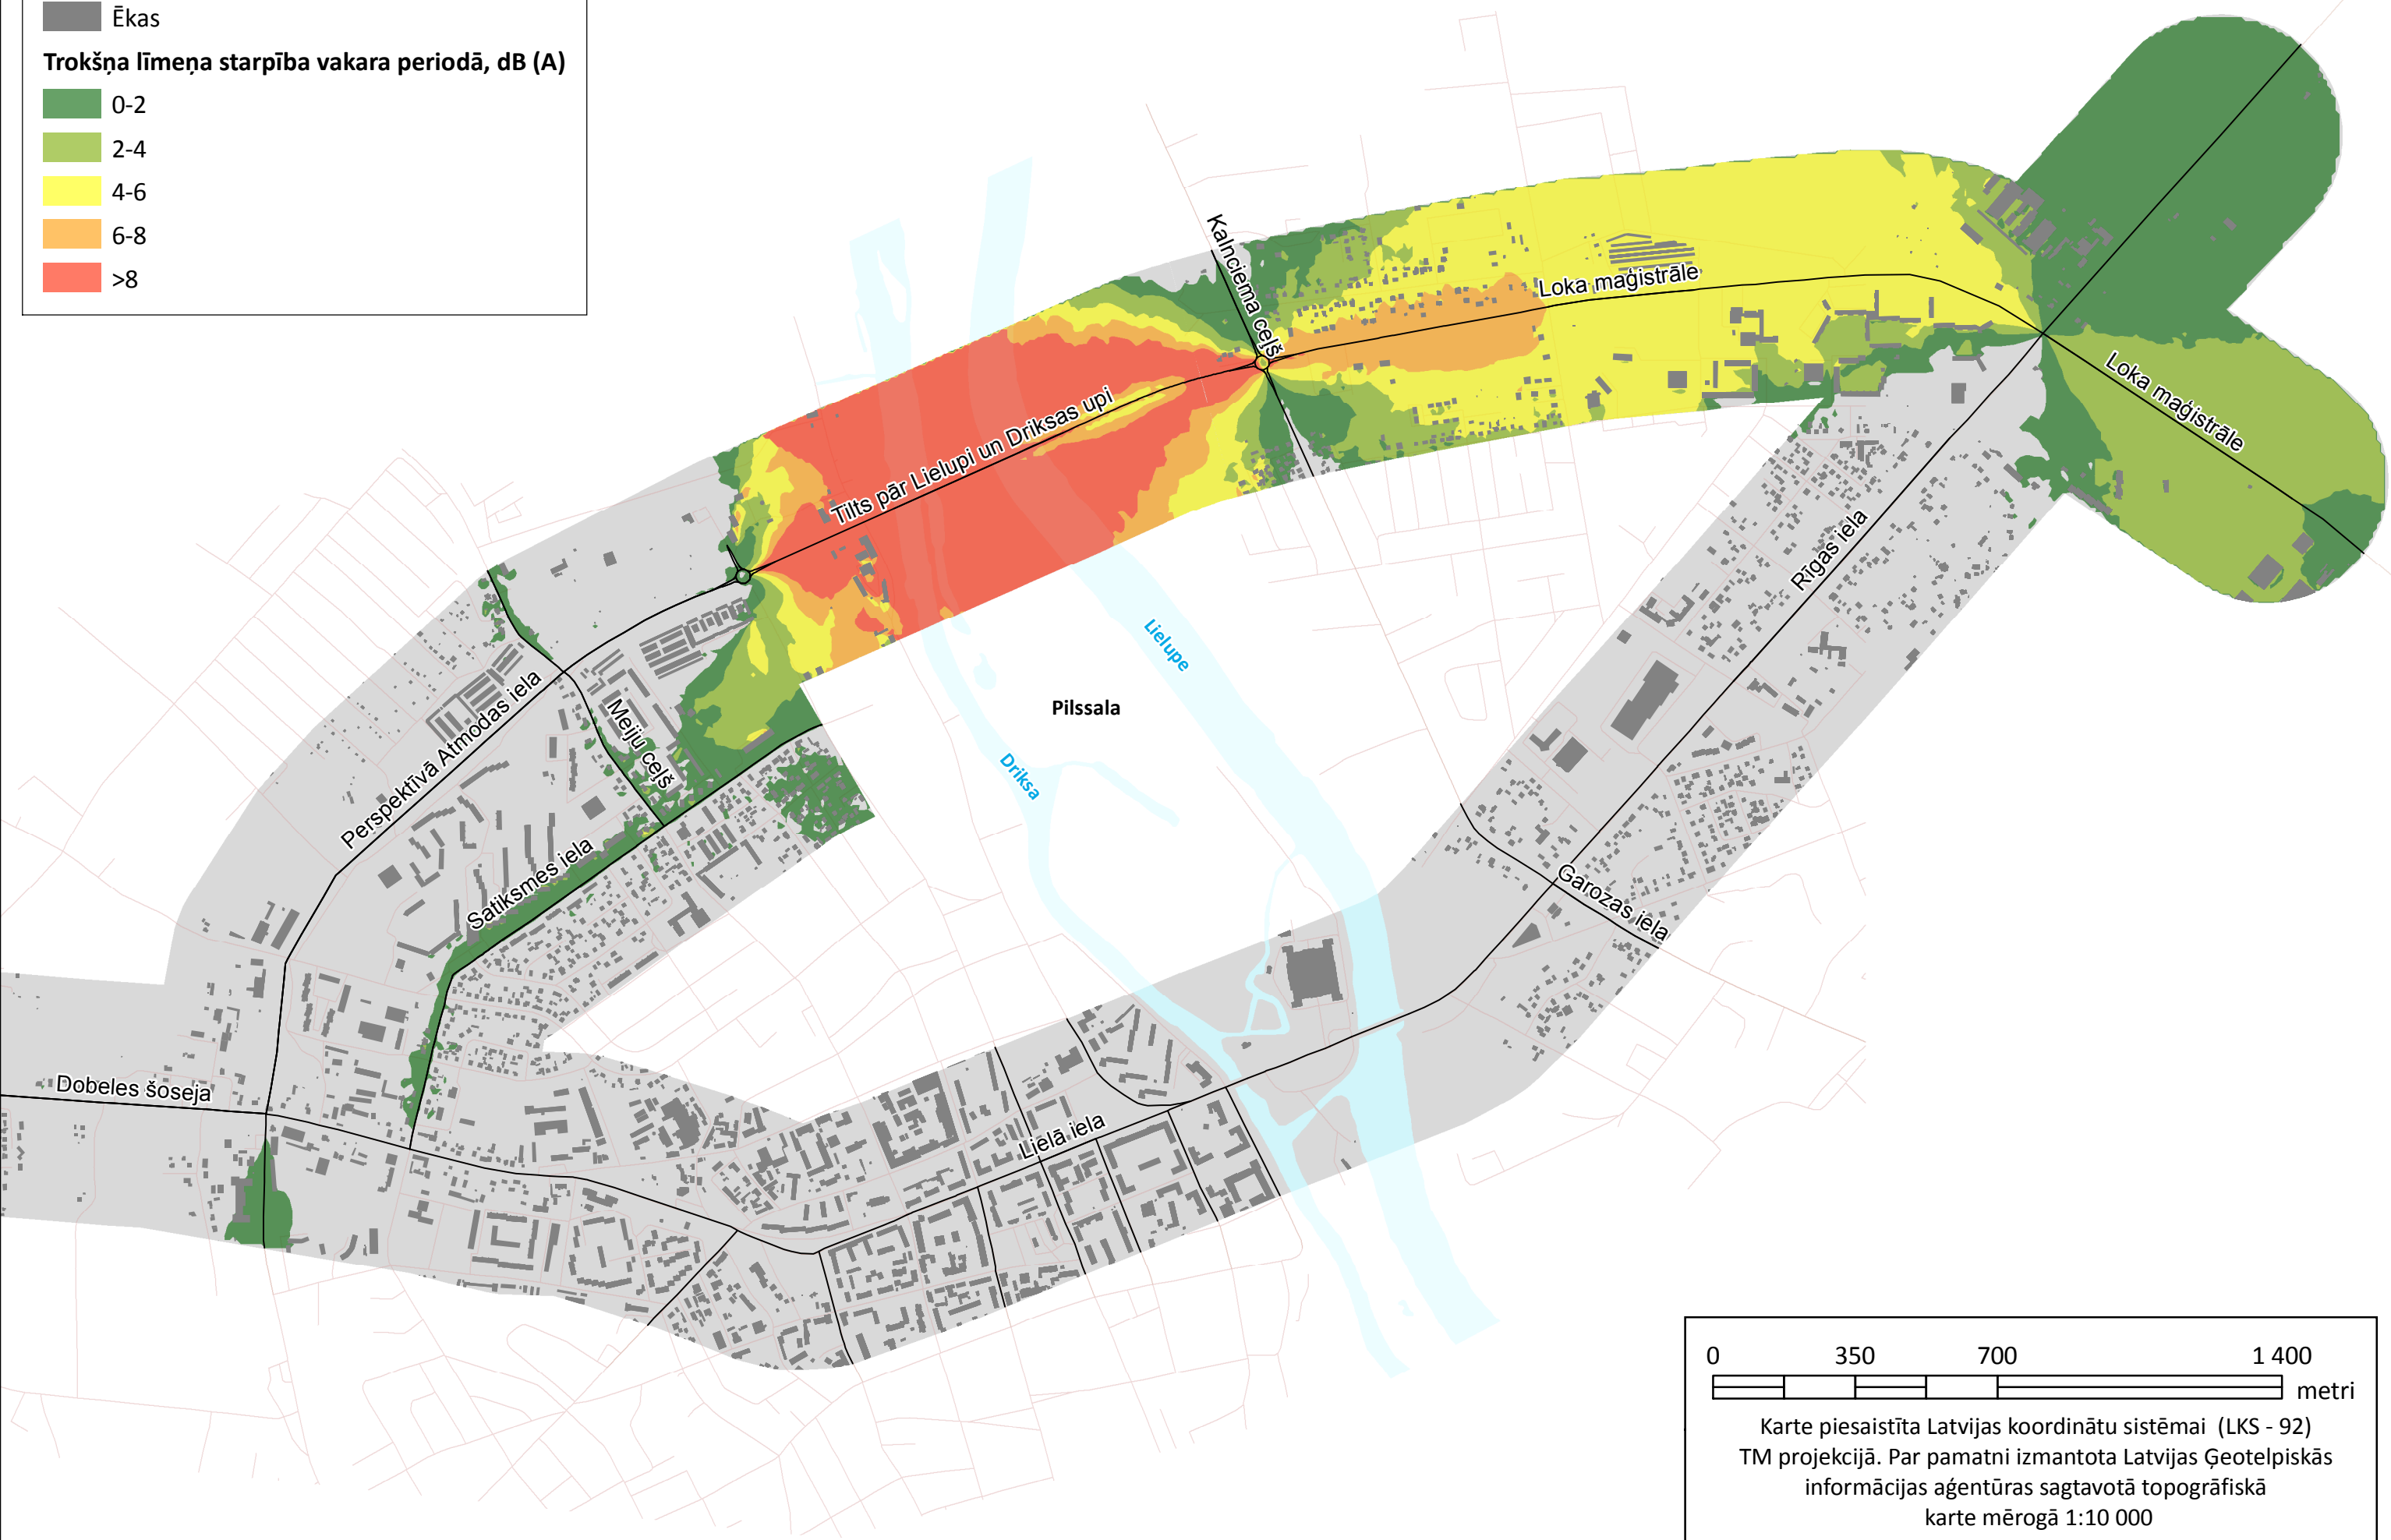 Ēkas
Trokšņa līmeņa starpība vakara periodā, dB (A)
0-2
2-4
4-6
6-8
>8
Kalnciema ceļš
Loka maģistrāle
Loka maģistrāle
Tilts pār Lielupi un Driksas upi
Rīgas iela
Lielupe
Pilssala
Driksa
Perspektīvā Atmodas iela
Meiju ceļš
Satiksmes iela
Garozas iela
Dobeles šoseja
Lielā iela
0 350 700 1 400
metri
Karte piesaistīta Latvijas koordinātu sistēmai (LKS - 92)
TM projekcijā. Par pamatni izmantota Latvijas Ģeotelpiskās
informācijas aģentūras sagtavotā topogrāfiskā
karte mērogā 1:10 000